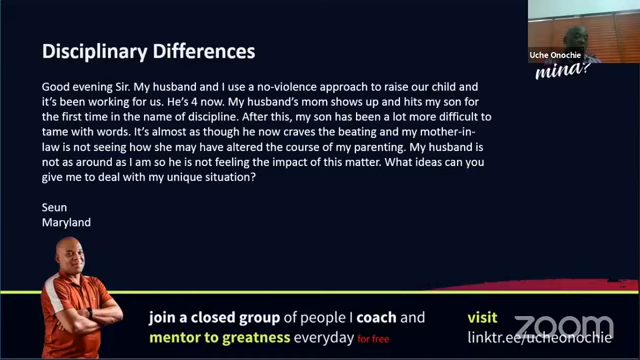 Disciplinary Differences
Uche Onochie
mina?
Good evening Sir. My husband and I use a no-violence approach to raise our child and
it's been working for us. He's 4 now. My husband's mom shows up and hits my son for
the first time in the name of discipline. After this, my son has been a lot more difficult to
tame with words. It's almost as though he now craves the beating and my mother-in-
law is not seeing how she may have altered the course of my parenting. My husband is
not as around as I am so he is not feeling the impact of this matter. What ideas can you
give me to deal with my unique situation?
Seun
Maryland
join a closed group of people I coach and
mentor to greatness everyday for free
visit
linktr.ee/ucheonochie
zoom